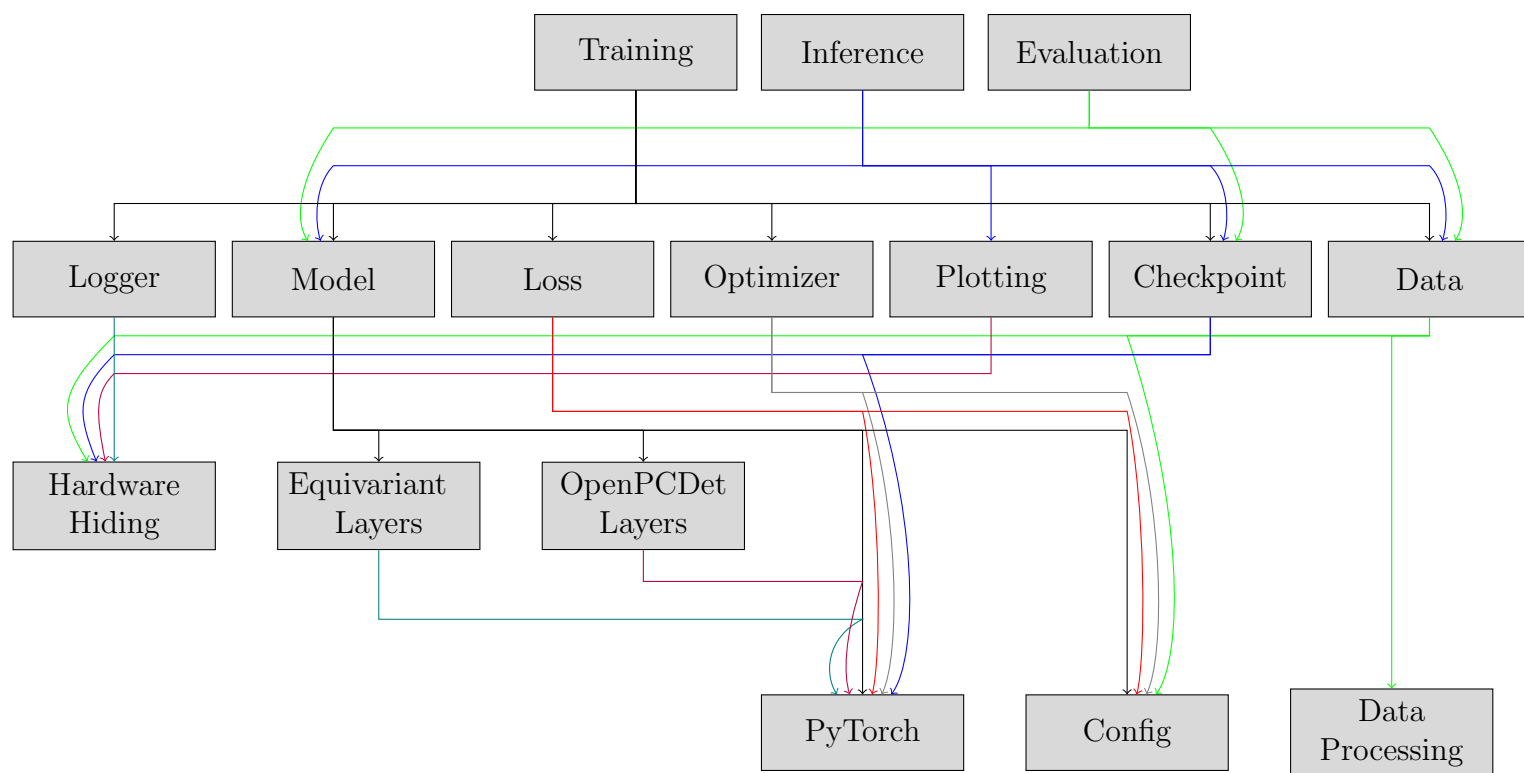 Training
Inference
Evaluation
Logger
Model
Loss
Optimizer
Plotting
Checkpoint
Data
Hardware
Hiding
Equivariant
Layers
OpenPCDet
Layers
PyTorch
Config
Data
Processing